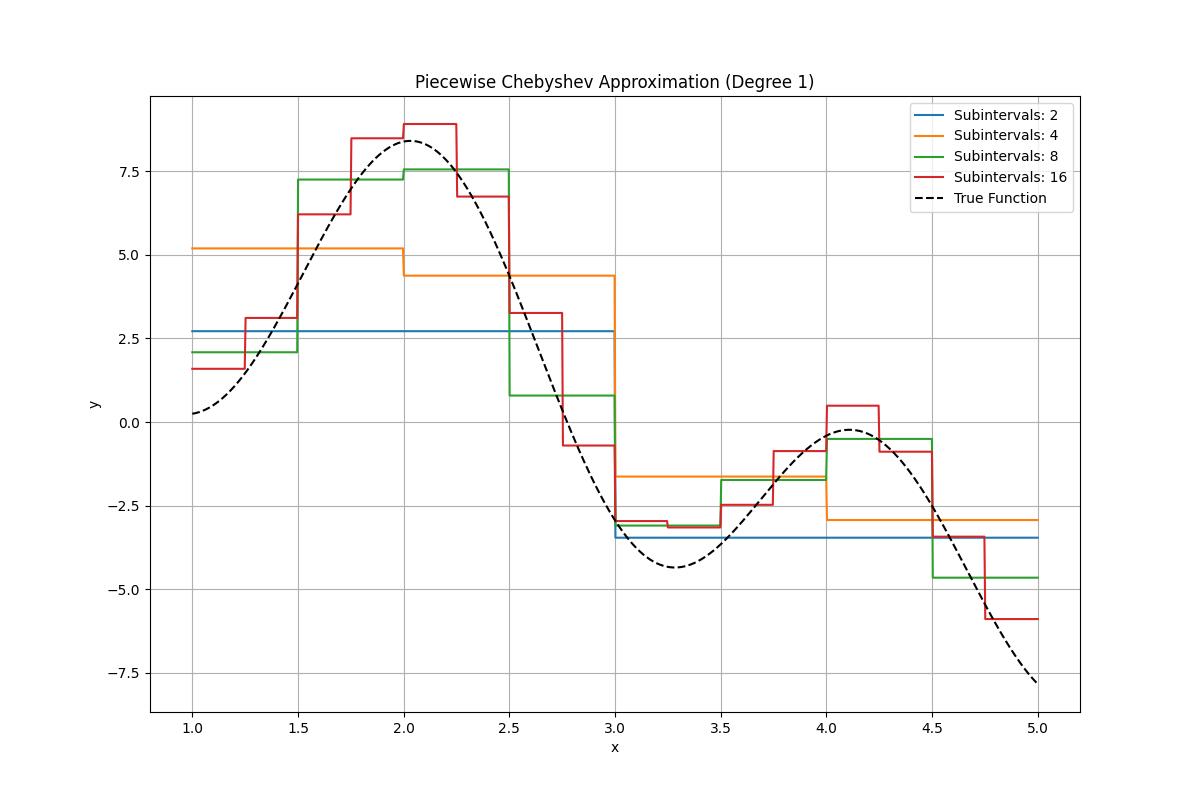 Piecewise Chebyshev Approximation (Degree 1)
Subintervals: 2
Subintervals: 4
Subintervals: 8
Subintervals: 16
True Function
7.5
5.0
2.5
0.0
−2.5
−5.0
−7.5
y
1.0 1.5 2.0 2.5 3.0 3.5 4.0 4.5 5.0
x